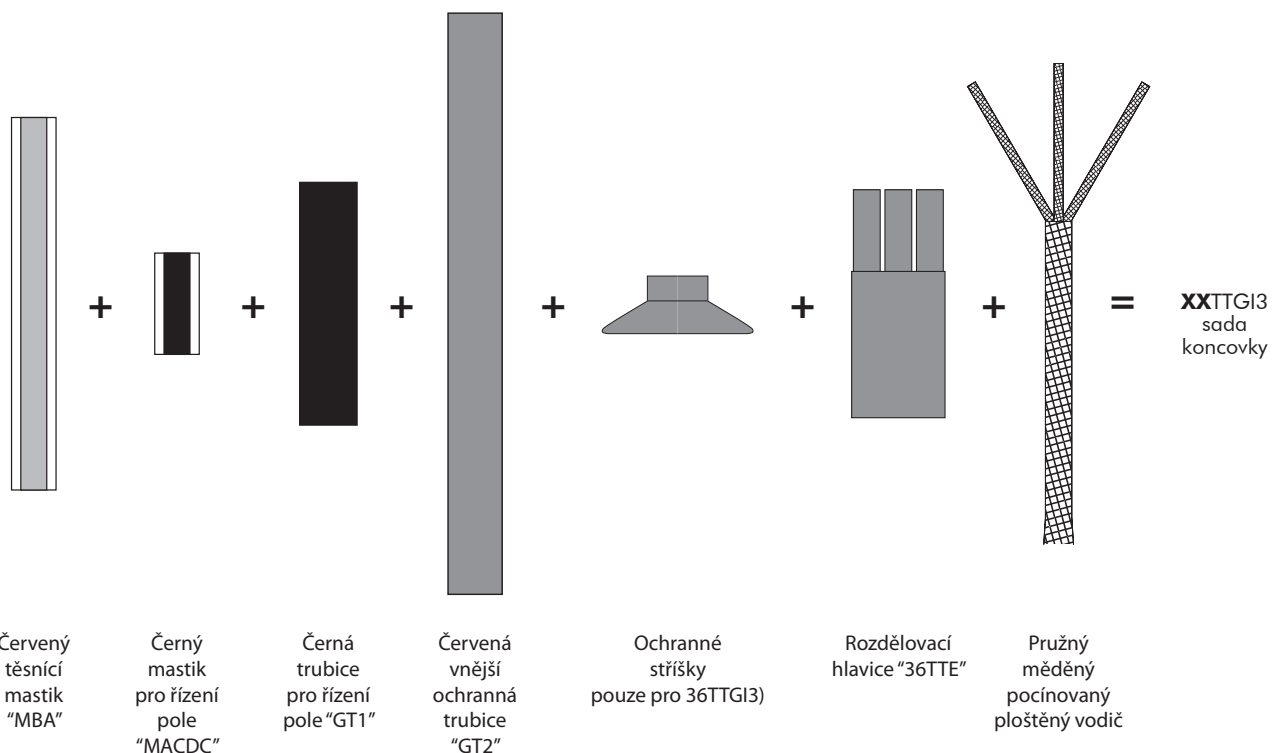 +
+
+
+
+
+
=
XXTTGI3
sada
koncovky
Červený
těsnící
mastik
“MBA”
Černý
mastik
pro řízení
pole
“MACDC”
Černá
trubice
pro řízení
pole “GT1”
Červená
vnější
ochranná
trubice
“GT2”
Ochranné
stříšky
pouze pro 36TTGI3)
Rozdělovací
hlavice “36TTE”
Pružný
měděný
pocínovaný
ploštěný vodič